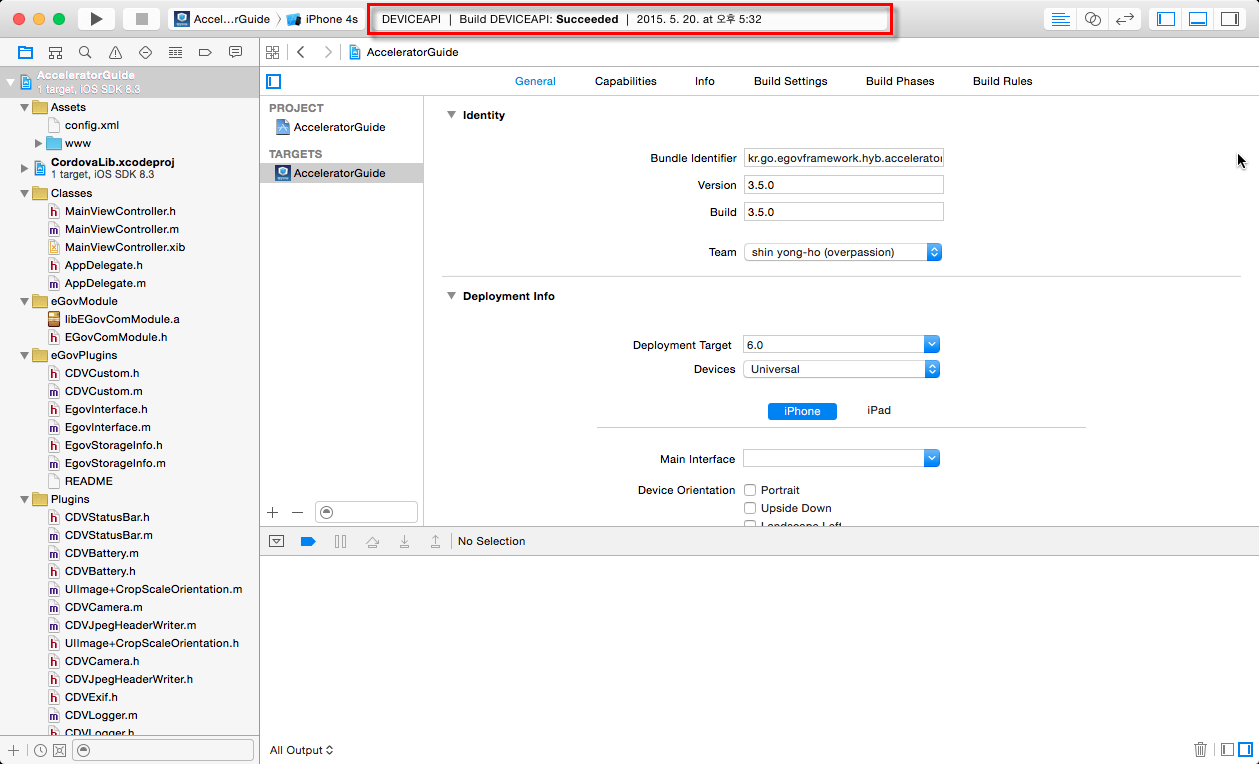 Accel...rGuide
iPhone 4s
DEVICEAPI | Build DEVICEAPI: Succeeded | 2015. 5. 20. at 오후 5:32
AcceleratorGuide
1 target, iOS SDK 8.3
Assets
config.xml
www
CordovaLib.xcodeproj
1 target, iOS SDK 8.3
Classes
MainViewController.h
MainViewController.m
MainViewController.xib
AppDelegate.h
AppDelegate.m
eGovModule
libEGovComModule.a
EGovComModule.h
eGovPlugins
CDVCustom.h
CDVCustom.m
EgovInterface.h
EgovInterface.m
EgovStorageInfo.h
EgovStorageInfo.m
README
Plugins
CDVStatusBar.h
CDVStatusBar.m
CDVBattery.m
CDVBattery.h
UIImage+CropScaleOrientation.m
CDVCamera.m
CDVJpegHeaderWriter.m
UIImage+CropScaleOrientation.h
CDVCamera.h
CDVJpegHeaderWriter.h
CDVExif.h
CDVLogger.m
CDVLogger.h
AcceleratorGuide
General
Capabilities
Info
Build Settings
Build Phases
Build Rules
PROJECT
AcceleratorGuide
TARGETS
AcceleratorGuide
Identity
Bundle Identifier kr.go.egovframework.hyb.accelerator
Version 3.5.0
Build 3.5.0
Team shin yong-ho (overpassion)
Deployment Info
Deployment Target 6.0
Devices Universal
iPhone
iPad
Main Interface
Device Orientation Portrait
Upside Down
Landscape Left
No Selection
All Output